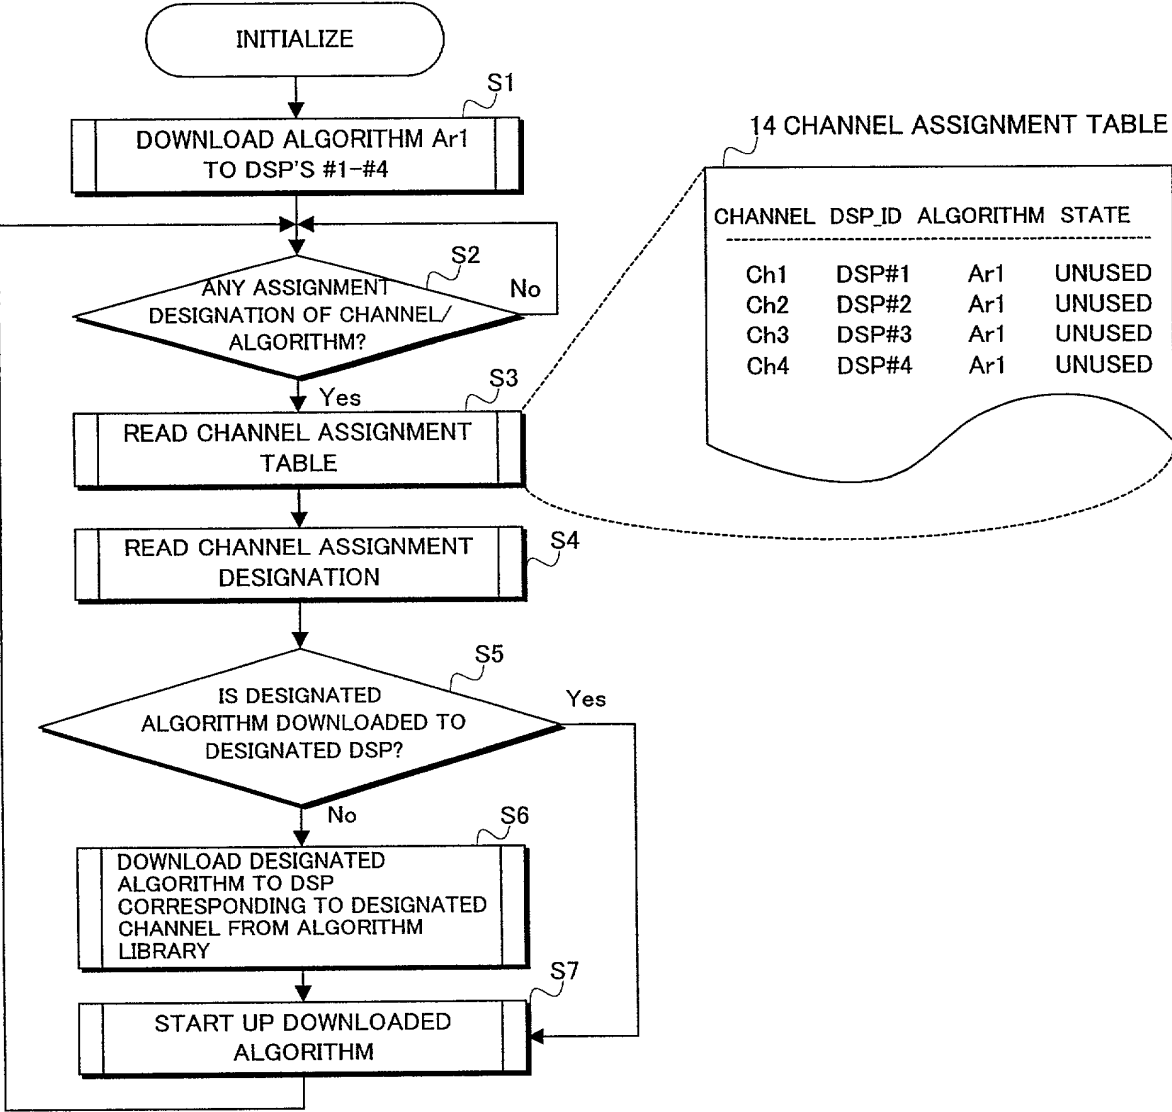 INITIALIZE
S1
DOWNLOAD ALGORITHM Ar1
TO DSP'S #1-#4
S2
ANY ASSIGNMENT
DESIGNATION OF CHANNEL/
ALGORITHM?
No
Yes
S3
READ CHANNEL ASSIGNMENT
TABLE
READ CHANNEL ASSIGNMENT
DESIGNATION
S4
S5
IS DESIGNATED
ALGORITHM DOWNLOADED TO
DESIGNATED DSP?
Yes
No
S6
DOWNLOAD DESIGNATED
ALGORITHM TO DSP
CORRESPONDING TO DESIGNATED
CHANNEL FROM ALGORITHM
LIBRARY
S7
START UP DOWNLOADED
ALGORITHM
14 CHANNEL ASSIGNMENT TABLE
CHANNEL DSP_ID ALGORITHM STATE
Ch1 DSP#1 Ar1 UNUSED
Ch2 DSP#2 Ar1 UNUSED
Ch3 DSP#3 Ar1 UNUSED
Ch4 DSP#4 Ar1 UNUSED